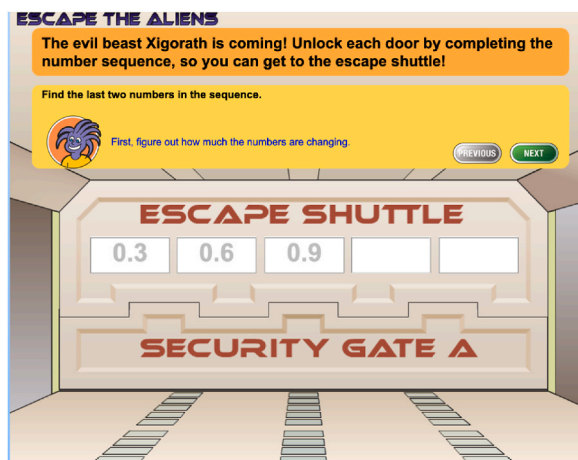 ESCAPE THE ALIENS
The evil beast Xigorath is coming! Unlock each door by completing the
number sequence, so you can get to the escape shuttle!
Find the last two numbers in the sequence.
First, figure out how much the numbers are changing.
PREVIOUS NEXT
ESCAPE SHUTTLE
0.3 0.6 0.9
SECURITY GATE A